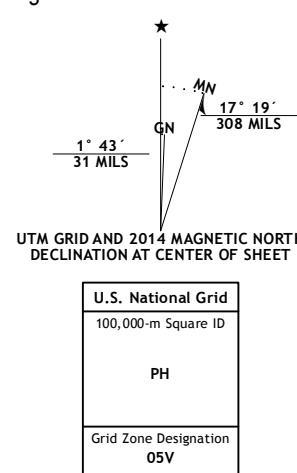 ★
MN
GN
17° 19´
308 MILS
1° 43´
31 MILS
UTM GRID AND 2014 MAGNETIC NORTH
DECLINATION AT CENTER OF SHEET
U.S. National Grid
100,000-m Square ID
PH
Grid Zone Designation
05V